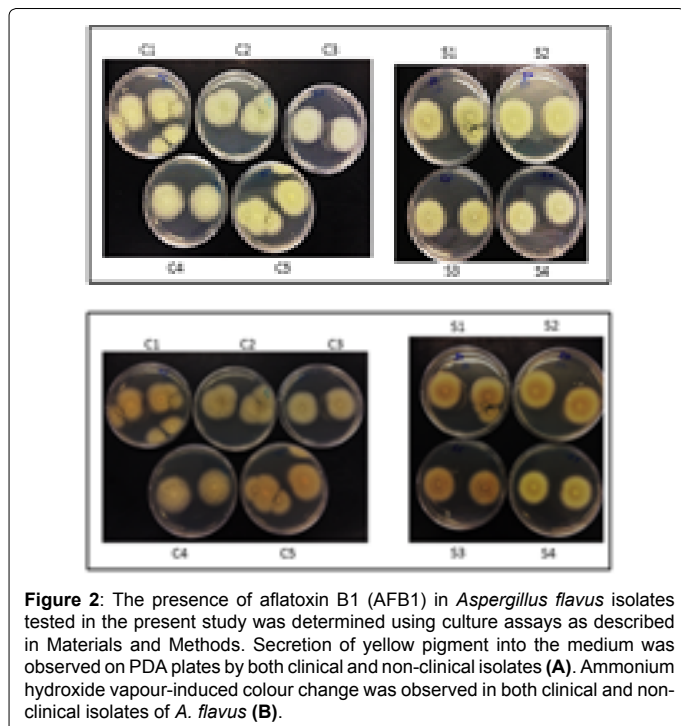 C1 C2 C3 S1 S2
C4 C5 S3 S4
C1 C2 C3 S1 S2
C4 C5 S3 S4
Figure 2: The presence of aflatoxin B1 (AFB1) in Aspergillus flavus isolates
tested in the present study was determined using culture assays as described
in Materials and Methods. Secretion of yellow pigment into the medium was
observed on PDA plates by both clinical and non-clinical isolates (A). Ammonium
hydroxide vapour-induced colour change was observed in both clinical and non-
clinical isolates of A. flavus (B).